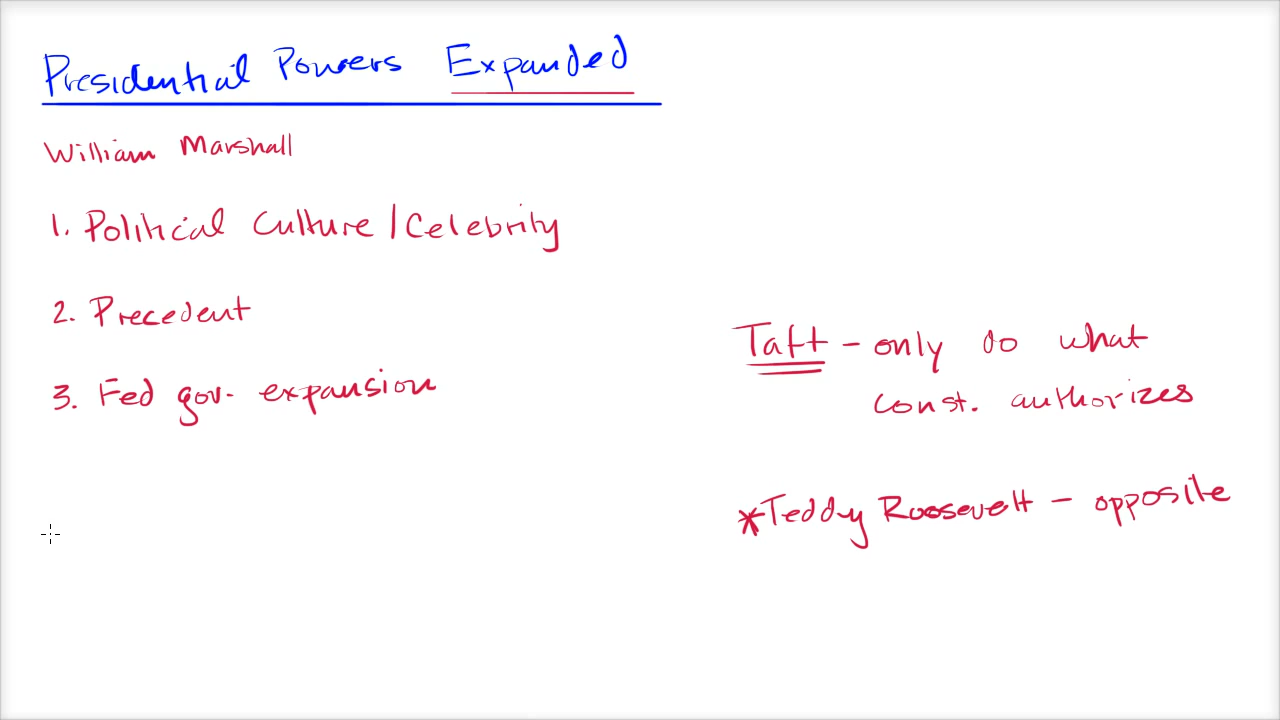 Presidential Powers Expanded
William Marshall
1. Political Culture/Celebrity
2. Precedent
3. Fed gov. expansion
Taft - only do what
const. authorizes
*Teddy Roosevelt - opposite